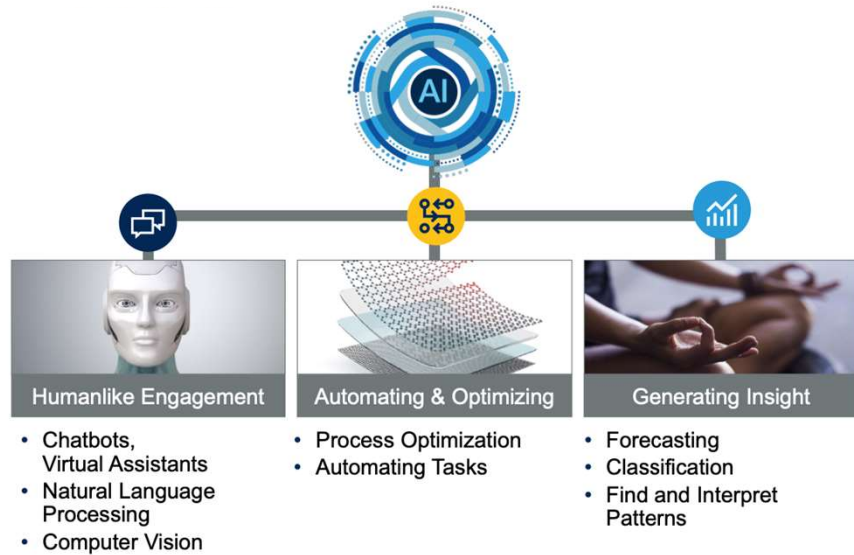 AI
Humanlike Engagement
Automating & Optimizing
Generating Insight
• Chatbots,
Virtual Assistants
• Natural Language
Processing
• Computer Vision
• Process Optimization
• Automating Tasks
• Forecasting
• Classification
• Find and Interpret
Patterns